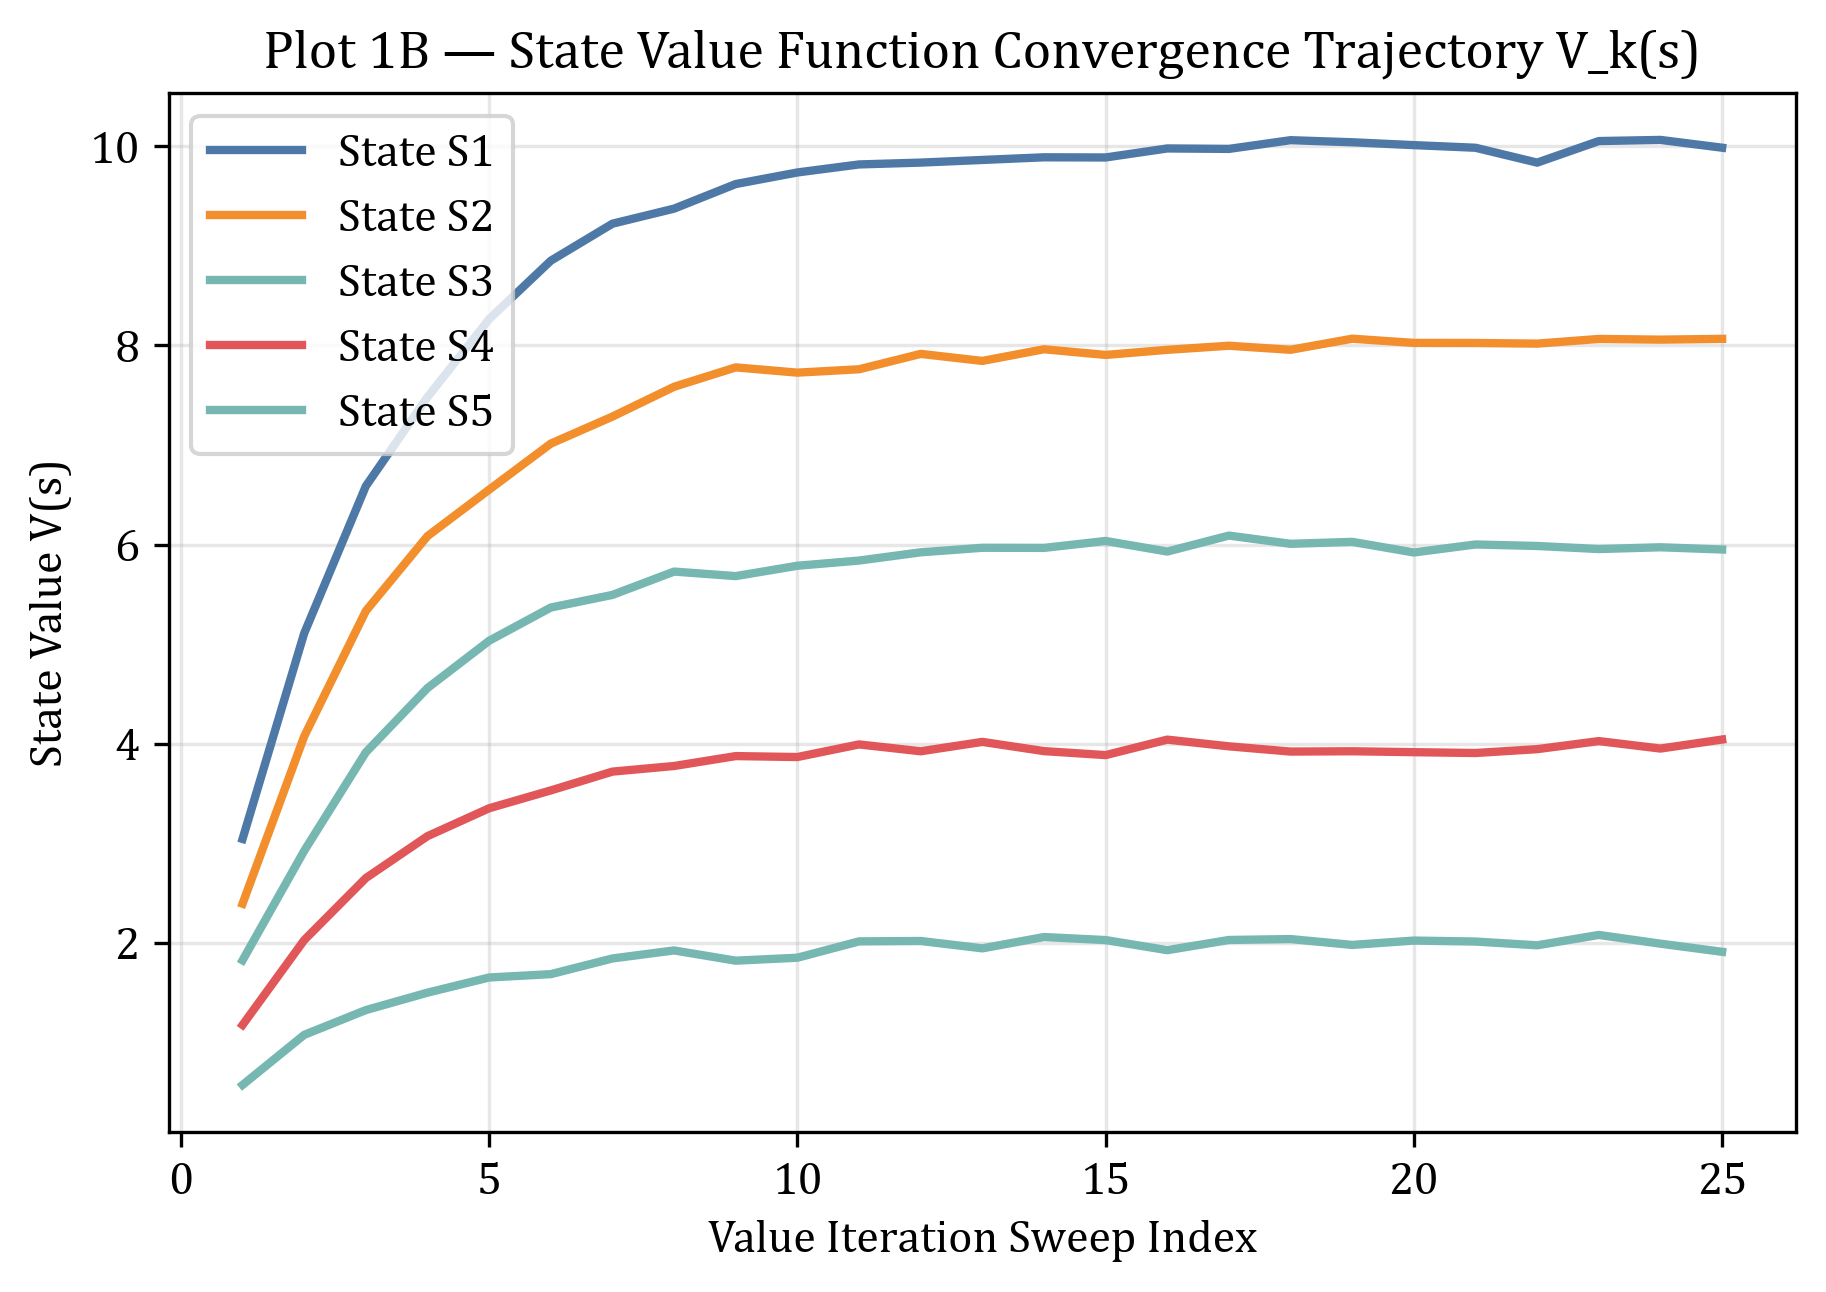 Plot 1B — State Value Function Convergence Trajectory V_k(s)
State S1
State S2
State S3
State S4
State S5
10
8
6
4
2
State Value V(s)
0 5 10 15 20 25
Value Iteration Sweep Index